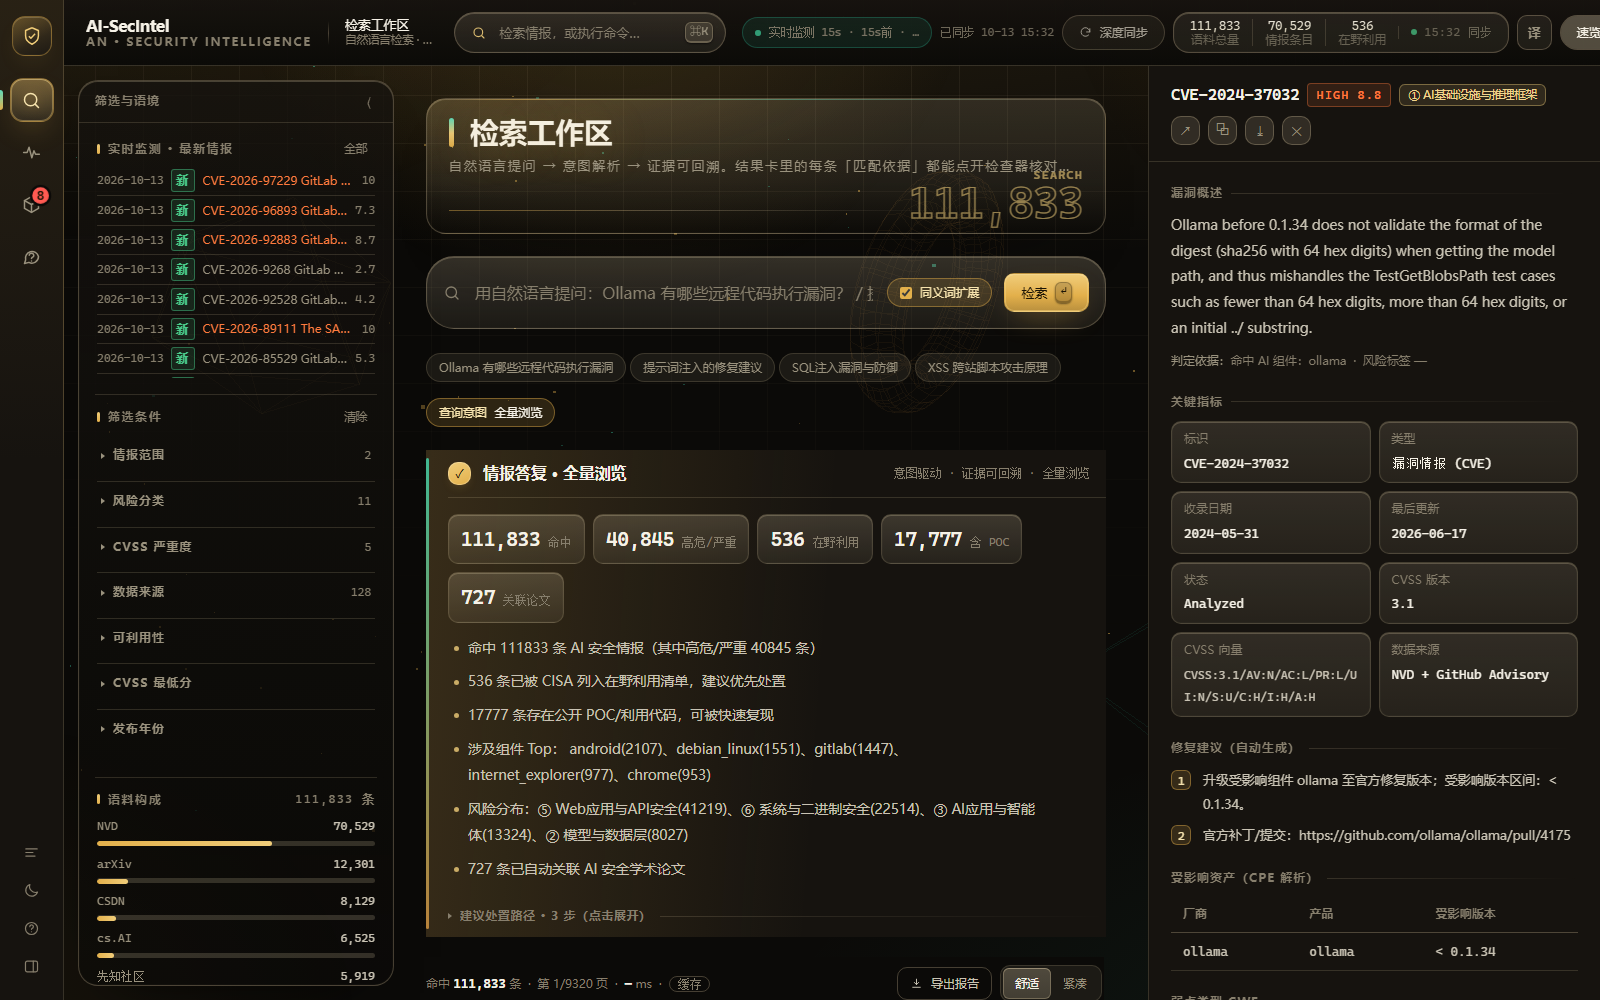 AI-SecIntel
AN • SECURITY INTELLIGENCE
检索工作区
自然语言检索 · …
检索情报，或执行命令…
⌘K
实时监测 15s · 15s前 · …
已同步 10-13 15:32
深度同步
111,833
语料总量
70,529
情报条目
536
在野利用
15:32 同步
译
速览
8
筛选与语境
实时监测 • 最新情报
全部
2026-10-13 新 CVE-2026-97229 GitLab ... 10
2026-10-13 新 CVE-2026-96893 GitLab... 7.3
2026-10-13 新 CVE-2026-92883 GitLab... 8.7
2026-10-13 新 CVE-2026-9268 GitLab ... 2.7
2026-10-13 新 CVE-2026-92528 GitLab... 4.2
2026-10-13 新 CVE-2026-89111 The SA... 10
2026-10-13 新 CVE-2026-85529 GitLab... 5.3
筛选条件
清除
情报范围 2
风险分类 11
CVSS 严重度 5
数据来源 128
可利用性
CVSS 最低分
发布年份
语料构成
111,833 条
NVD 70,529
arXiv 12,301
CSDN 8,129
cs.AI 6,525
先知社区 5,919
检索工作区
自然语言提问 → 意图解析 → 证据可回溯。结果卡里的每条「匹配依据」都能点开检查器核对…
SEARCH
111,833
用自然语言提问：Ollama 有哪些远程代码执行漏洞？
同义词扩展
检索
Ollama 有哪些远程代码执行漏洞
提示词注入的修复建议
SQL注入漏洞与防御
XSS 跨站脚本攻击原理
查询意图 全量浏览
情报答复 • 全量浏览
意图驱动 · 证据可回溯 · 全量浏览
111,833 命中
40,845 高危/严重
536 在野利用
17,777 含 POC
727 关联论文
命中 111833 条 AI 安全情报（其中高危/严重 40845 条）
536 条已被 CISA 列入在野利用清单，建议优先处置
17777 条存在公开 POC/利用代码，可被快速复现
涉及组件 Top： android(2107)、debian_linux(1551)、gitlab(1447)、
internet_explorer(977)、chrome(953)
风险分布：⑤ Web应用与API安全(41219)、⑥ 系统与二进制安全(22514)、③ AI应用与智能
体(13324)、② 模型与数据层(8027)
727 条已自动关联 AI 安全学术论文
建议处置路径 • 3 步（点击展开）
命中 111,833 条 · 第 1/9320 页 · — ms · 缓存
导出报告
舒适
紧凑
CVE-2024-37032
HIGH 8.8
① AI基础设施与推理框架
漏洞概述
Ollama before 0.1.34 does not validate the format of the
digest (sha256 with 64 hex digits) when getting the model
path, and thus mishandles the TestGetBlobsPath test cases
such as fewer than 64 hex digits, more than 64 hex digits, or
an initial ../ substring.
判定依据：命中 AI 组件：ollama · 风险标签 —
关键指标
标识
CVE-2024-37032
类型
漏洞情报 (CVE)
收录日期
2024-05-31
最后更新
2026-06-17
状态
Analyzed
CVSS 版本
3.1
CVSS 向量
CVSS:3.1/AV:N/AC:L/PR:L/U
I:N/S:U/C:H/I:H/A:H
数据来源
NVD + GitHub Advisory
修复建议（自动生成）
1 升级受影响组件 ollama 至官方修复版本；受影响版本区间：<
0.1.34。
2 官方补丁/提交：https://github.com/ollama/ollama/pull/4175
受影响资产（CPE 解析）
厂商 产品 受影响版本
ollama ollama < 0.1.34